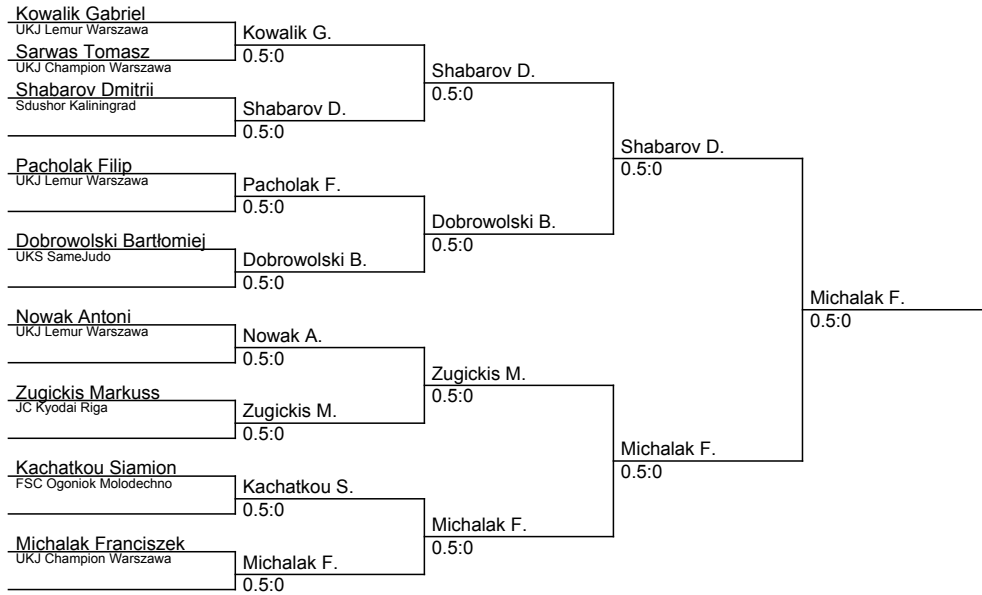 Kowalik Gabriel
UKJ Lemur Warszawa
Sarwas Tomasz
UKJ Champion Warszawa
Shabarov Dmitrii
Sdushor Kaliningrad
Pacholak Filip
UKJ Lemur Warszawa
Dobrowolski Bartłomiej
UKS SameJudo
Nowak Antoni
UKJ Lemur Warszawa
Zugickis Markuss
JC Kyodai Riga
Kachatkou Siamion
FSC Ogoniok Molodechno
Michalak Franciszek
UKJ Champion Warszawa
Kowalik G.
0.5:0
Shabarov D.
0.5:0
Pacholak F.
0.5:0
Dobrowolski B.
0.5:0
Nowak A.
0.5:0
Zugickis M.
0.5:0
Kachatkou S.
0.5:0
Michalak F.
0.5:0
Shabarov D.
0.5:0
Dobrowolski B.
0.5:0
Zugickis M.
0.5:0
Michalak F.
0.5:0
Shabarov D.
0.5:0
Michalak F.
0.5:0
Michalak F.
0.5:0